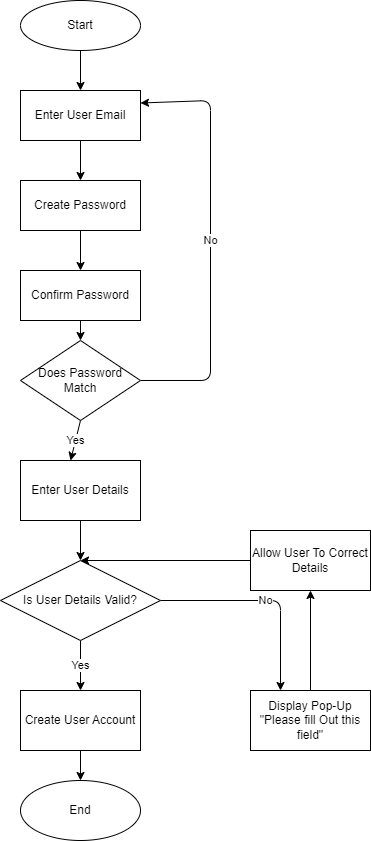 Start
Enter User Email
Create Password
No
Confirm Password
Does Password
Match
Yes
Enter User Details
Allow User To Correct
Details
Is User Details Valid?
No
Yes
Create User Account
Display Pop-Up
"Please fill Out this
field"
End